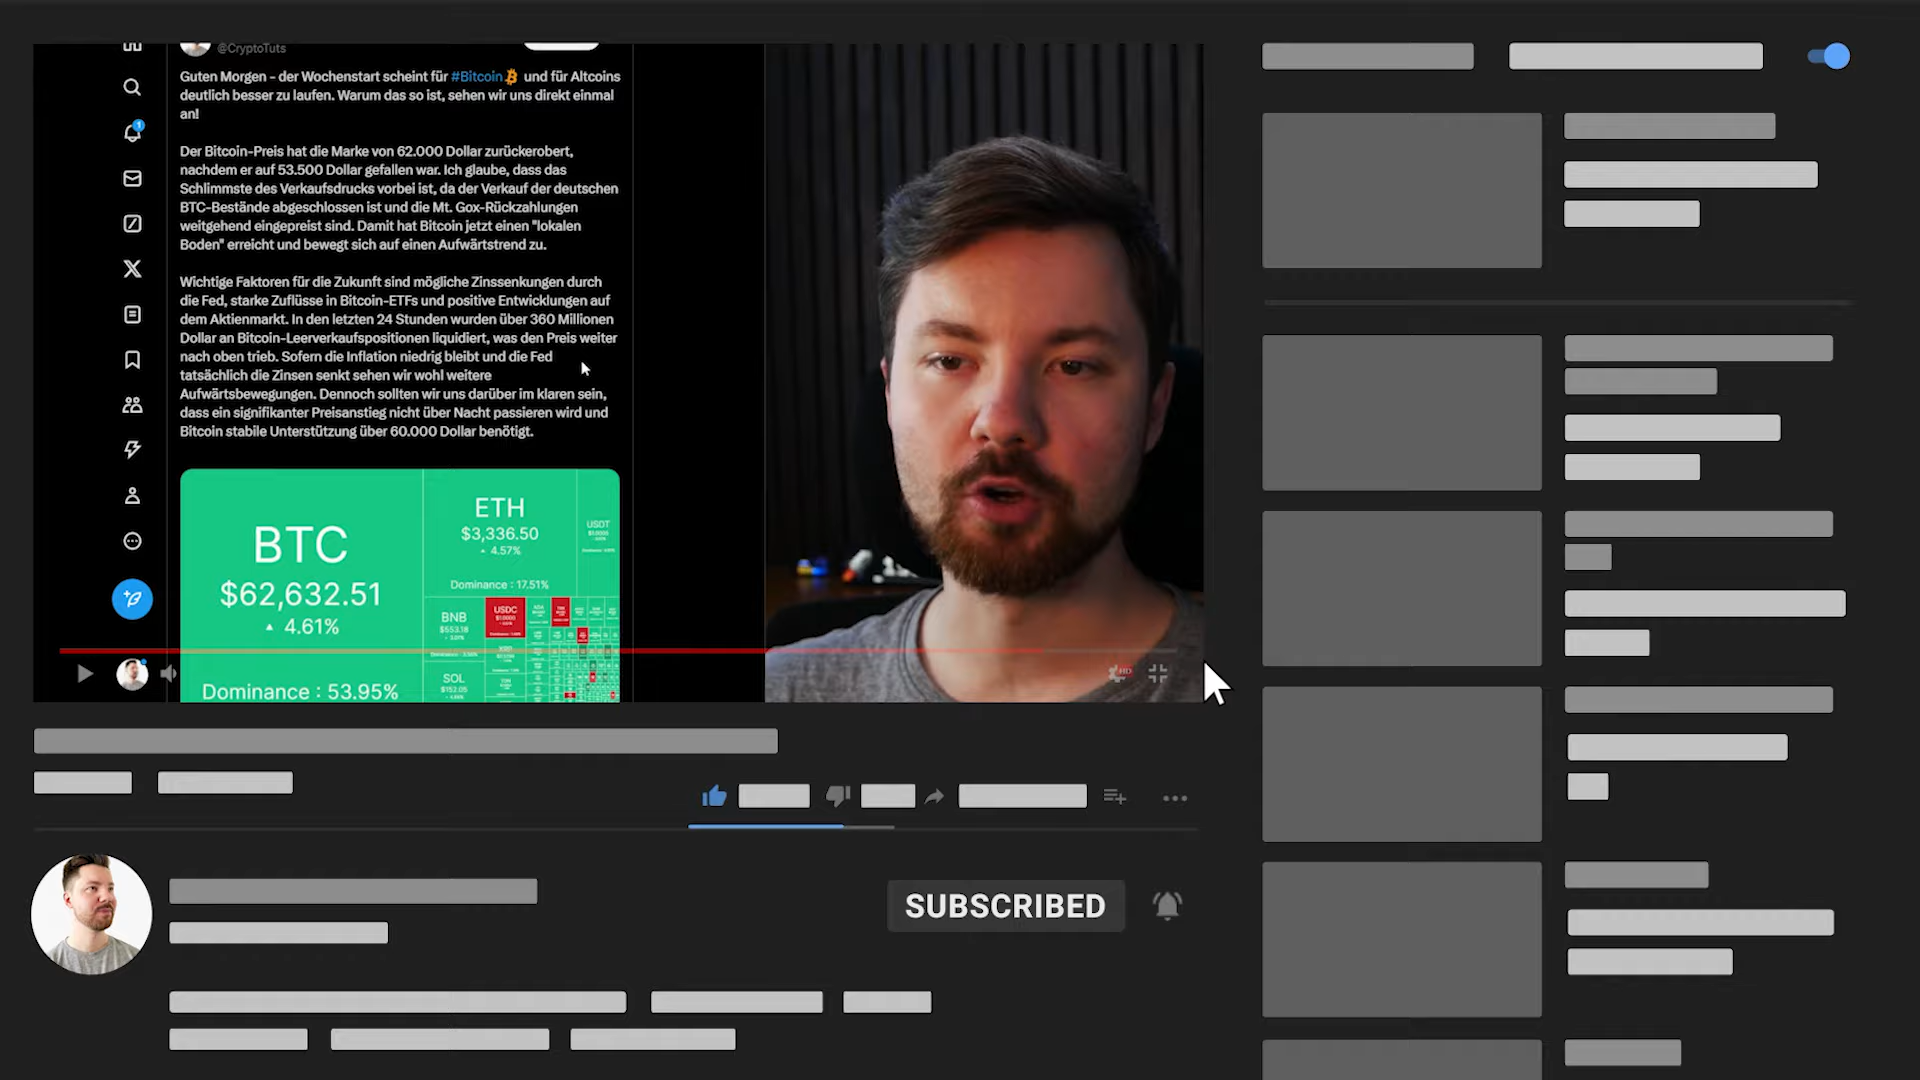 @CryptoTuts
Guten Morgen - der Wochenstart scheint für #Bitcoin und für Altcoins
deutlich besser zu laufen. Warum das so ist, sehen wir uns direkt einmal
an!
Der Bitcoin-Preis hat die Marke von 62.000 Dollar zurückerobert,
nachdem er auf 53.500 Dollar gefallen war. Ich glaube, dass das
Schlimmste des Verkaufsdrucks vorbei ist, da der Verkauf der deutschen
BTC-Bestände abgeschlossen ist und die Mt. Gox-Rückzahlungen
weitgehend eingepreist sind. Damit hat Bitcoin jetzt einen "lokalen
Boden" erreicht und bewegt sich auf einen Aufwärtstrend zu.
Wichtige Faktoren für die Zukunft sind mögliche Zinssenkungen durch
die Fed, starke Zuflüsse in Bitcoin-ETFs und positive Entwicklungen auf
dem Aktienmarkt. In den letzten 24 Stunden wurden über 360 Millionen
Dollar an Bitcoin-Leerverkaufspositionen liquidiert, was den Preis weiter
nach oben trieb. Sofern die Inflation niedrig bleibt und die Fed
tatsächlich die Zinsen senkt sehen wir wohl weitere
Aufwärtsbewegungen. Dennoch sollten wir uns darüber im klaren sein,
dass ein signifikanter Preisanstieg nicht über Nacht passieren wird und
Bitcoin stabile Unterstützung über 60.000 Dollar benötigt.
BTC
$62,632.51
4.61%
Dominance : 53.95%
ETH
$3,336.50
4.57%
Dominance : 17.51%
USDT
BNB
$553.18
USDC
SOL
$152.05
HD
SUBSCRIBED